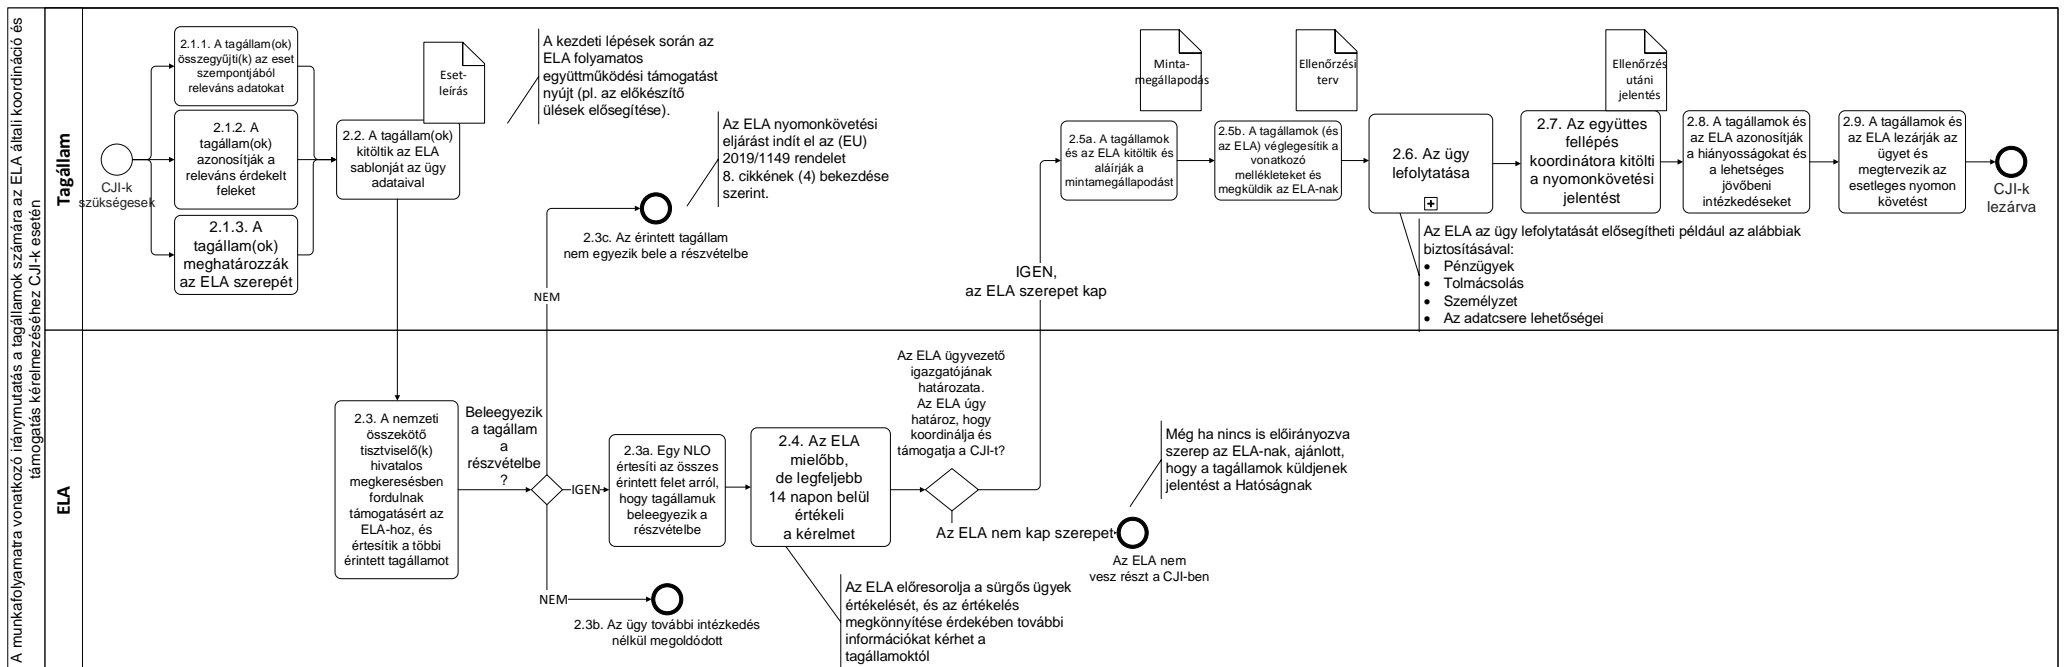 A munkafolyamatra vonatkozó iránymutatás a tagállamok számára az ELA általi koordináció és
támogatás kérelmezéséhez CJI-k esetén
Tagállam
CJI-k
szükségesek
2.1.1. A tagállam(ok)
összegyűjti(k) az eset
szempontjából
releváns adatokat
2.1.2. A
tagállam(ok)
azonosítják a
releváns érdekelt
feleket
2.1.3. A
tagállam(ok)
meghatározzák
az ELA szerepét
Eset-
leírás
2.2. A tagállam(ok)
kitöltik az ELA
sablonját az ügy
adataival
A kezdeti lépések során az
ELA folyamatos
együttműködési támogatást
nyújt (pl. az előkészítő
ülések elősegítése).
Az ELA nyomonkövetési
eljárást indít el az (EU)
2019/1149 rendelet
8. cikkének (4) bekezdése
szerint.
2.3c. Az érintett tagállam
nem egyezik bele a részvételbe
NEM
IGEN,
az ELA szerepet kap
Minta-
megállapodás
2.5a. A tagállamok
és az ELA kitöltik és
aláírják a
mintamegállapodást
Ellenőrzési
terv
2.5b. A tagállamok (és
az ELA) véglegesítik a
vonatkozó
mellékleteket és
megküldik az ELA-nak
2.6. Az ügy
lefolytatása
Az ELA az ügy lefolytatását elősegítheti például az alábbiak
biztosításával:
• Pénzügyek
• Tolmácsolás
• Személyzet
• Az adatcsere lehetőségei
Ellenőrzés
utáni
jelentés
2.7. Az együttes
fellépés
koordinátora kitölti
a nyomonkövetési
jelentést
2.8. A tagállamok és
az ELA azonosítják
a hiányosságokat és
a lehetséges
jövőbeni
intézkedéseket
2.9. A tagállamok és
az ELA lezárják az
ügyet és
megtervezik az
esetleges nyomon
követést
CJI-k
lezárva
ELA
2.3. A nemzeti
összekötő
tisztviselő(k)
hivatalos
megkeresésben
fordulnak
támogatásért az
ELA-hoz, és
értesítik a többi
érintett tagállamot
Beleegyezik
a tagállam
a
részvételbe
?
IGEN
NEM
2.3b. Az ügy további intézkedés
nélkül megoldódott
2.3a. Egy NLO
értesíti az összes
érintett felet arról,
hogy tagállamuk
beleegyezik a
részvételbe
2.4. Az ELA
mielőbb,
de legfeljebb
14 napon belül
értékeli
a kérelmet
Az ELA előresorolja a sürgős ügyek
értékelését, és az értékelés
megkönnyítése érdekében további
információkat kérhet a
tagállamoktól
Az ELA ügyvezető
igazgatójának
határozata.
Az ELA úgy
határoz, hogy
koordinálja és
támogatja a CJI-t?
Az ELA nem kap szerepet
Az ELA nem
vesz részt a CJI-ben
Még ha nincs is előirányozva
szerep az ELA-nak, ajánlott,
hogy a tagállamok küldjenek
jelentést a Hatóságnak